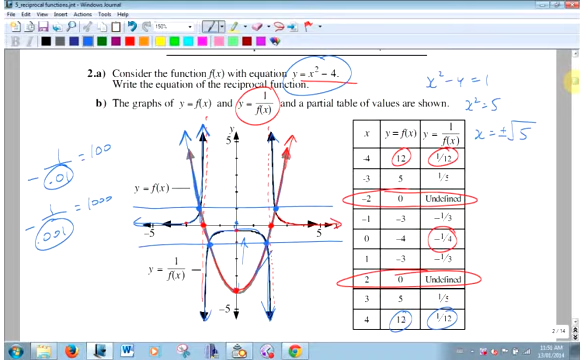 5_reciprocal functions.jnt - Windows Journal
File Edit View Insert Actions Tools Help
150%
2.a) Consider the function f(x) with equation y = x² − 4.
Write the equation of the reciprocal function.
b) The graphs of y = f(x) and y = 1/f(x) and a partial table of values are shown.
x² − 4 = 1
x² = 5
x = ±√5
− 1/.01 = 100
− 1/.001 = 1000
y
5
y = f(x)
−5
5
x
y = 1/f(x)
−5
x y = f(x) y = 1/f(x)
−4 12 1/12
−3 5 1/5
−2 0 Undefined
−1 −3 −1/3
0 −4 −1/4
1 −3 −1/3
2 0 Undefined
3 5 1/5
4 12 1/12
2 / 14
11:51 AM
13/01/2014